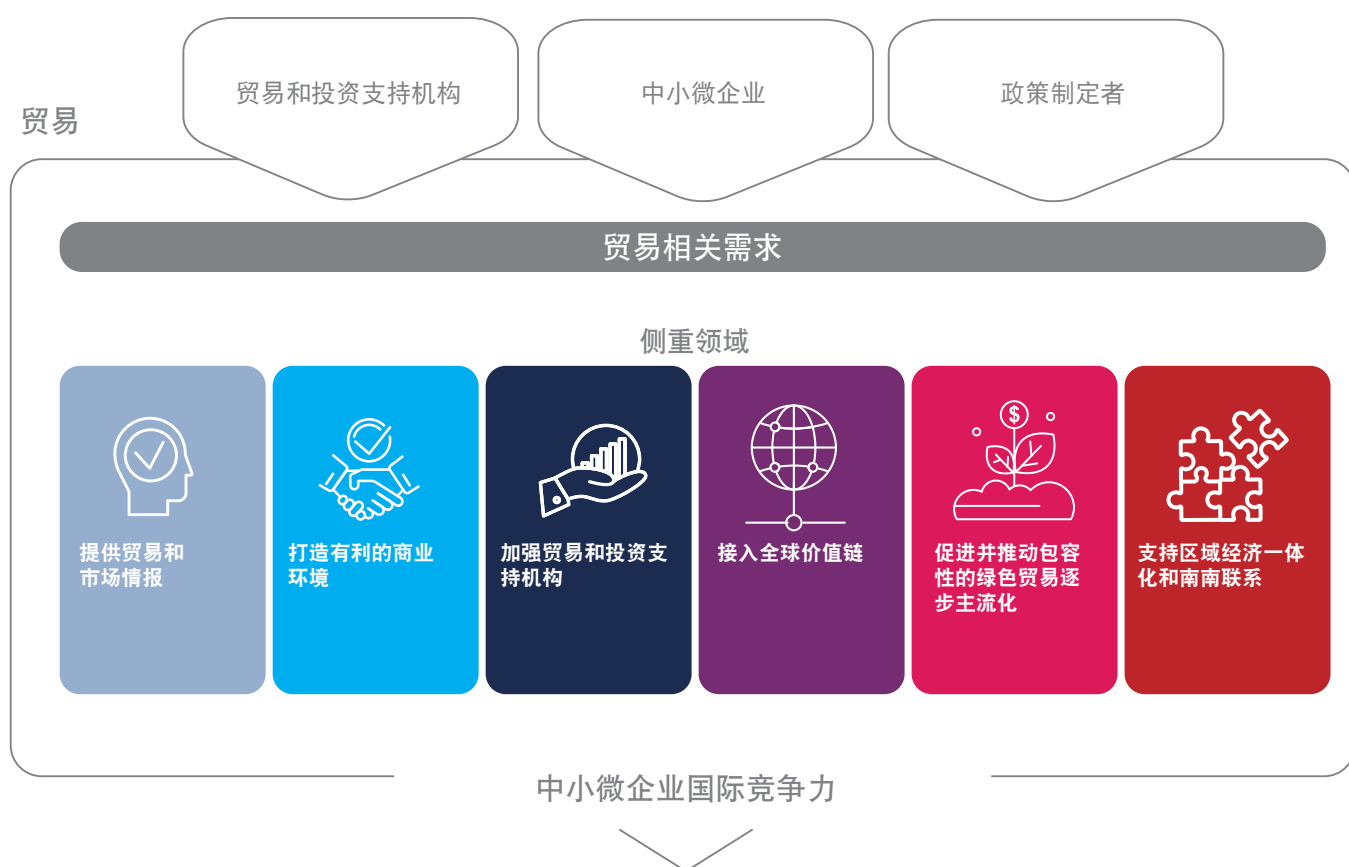 贸易和投资支持机构
中小微企业
政策制定者
贸易
贸易相关需求
侧重领域
提供贸易和
市场情报
打造有利的商业
环境
加强贸易和投资支
持机构
接入全球价值链
促进并推动包容
性的绿色贸易逐
步主流化
支持区域经济一体
化和南南联系
$
中小微企业国际竞争力